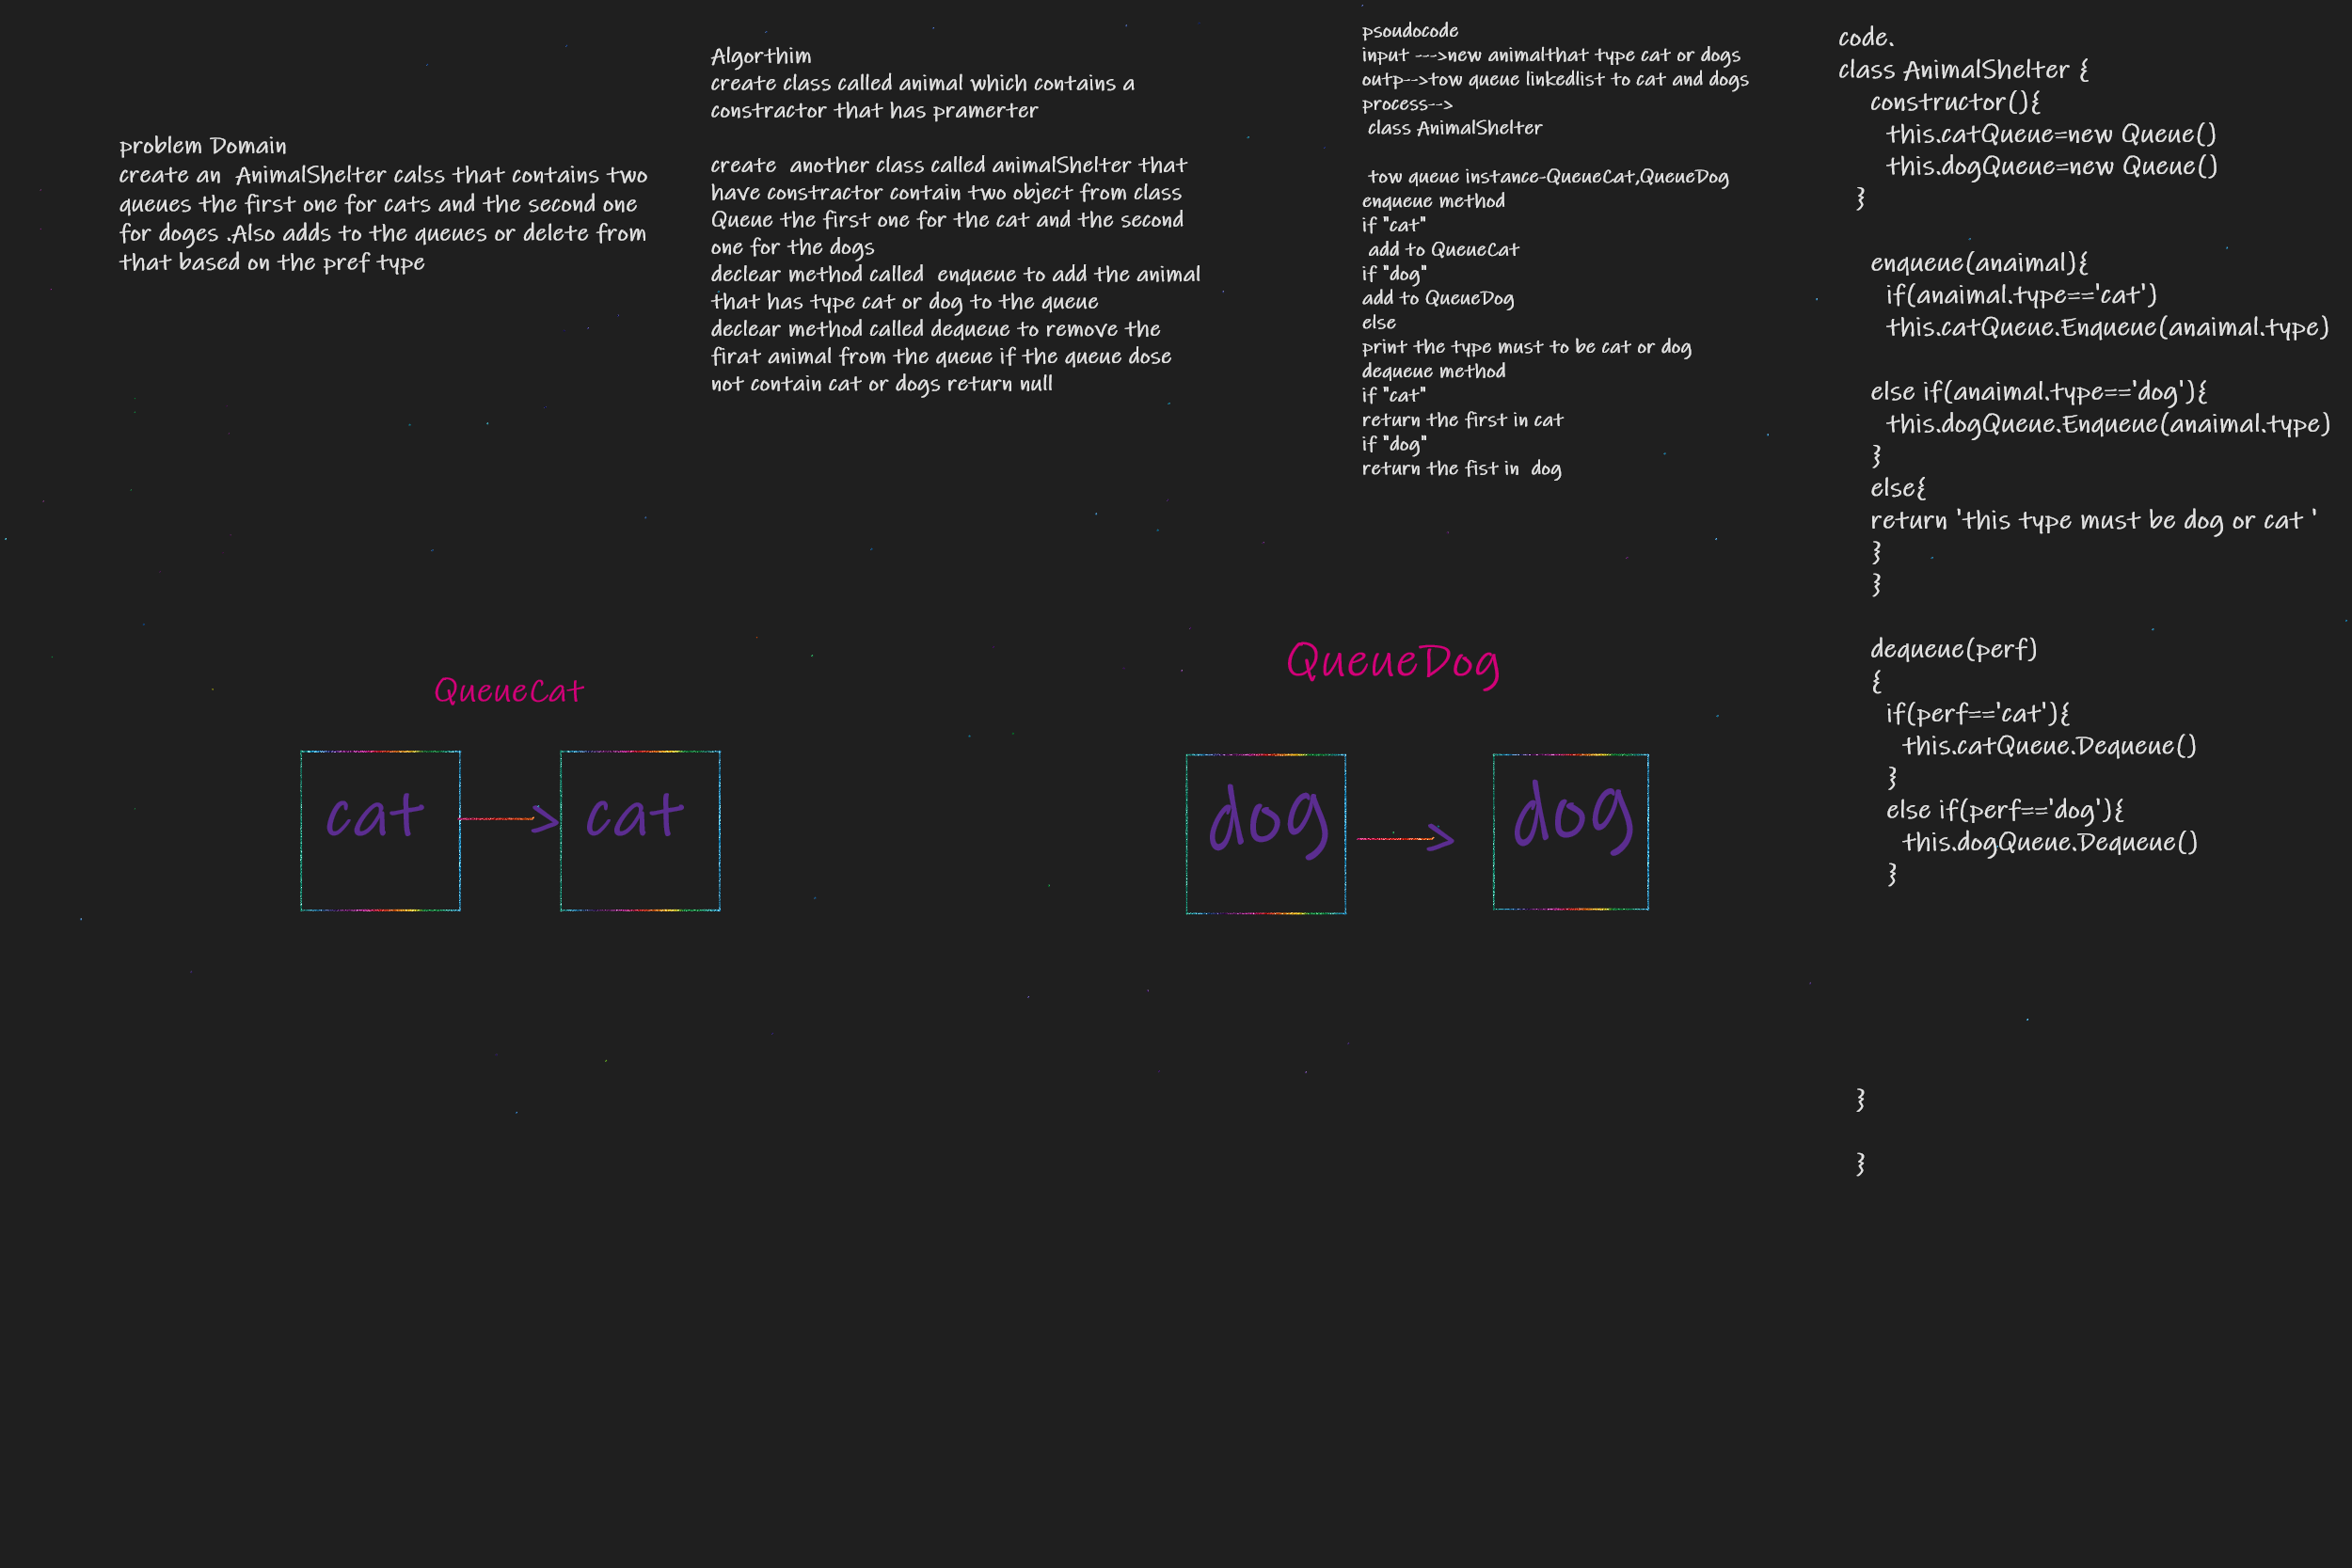 problem Domain
create an  AnimalShelter calss that contains two
queues the first one for cats and the second one
for doges .Also adds to the queues or delete from
that based on the pref type
Algorthim
create class called animal which contains a
constractor that has pramerter
create  another class called animalShelter that
have constractor contain two object from class
Queue the first one for the cat and the second
one for the dogs
declear method called  enqueue to add the animal
that has type cat or dog to the queue
declear method called dequeue to remove the
firat animal from the queue if the queue dose
not contain cat or dogs return null
psoudocode
input --->new animalthat type cat or dogs
outp-->tow queue linkedlist to cat and dogs
process-->
class AnimalShelter
tow queue instance-QueueCat,QueueDog
enqueue method
if "cat"
add to QueueCat
if "dog"
add to QueueDog
else
print the type must to be cat or dog
dequeue method
if "cat"
return the first in cat
if "dog"
return the fist in  dog
code.
class AnimalShelter {
constructor(){
this.catQueue=new Queue()
this.dogQueue=new Queue()
}
enqueue(anaimal){
if(anaimal.type=='cat')
this.catQueue.Enqueue(anaimal.type)
else if(anaimal.type=='dog'){
this.dogQueue.Enqueue(anaimal.type)
}
else{
return 'this type must be dog or cat '
}
}
dequeue(perf)
{
if(perf=='cat'){
this.catQueue.Dequeue()
}
else if(perf=='dog'){
this.dogQueue.Dequeue()
}
}
}
QueueCat
cat
cat
QueueDog
dog
dog